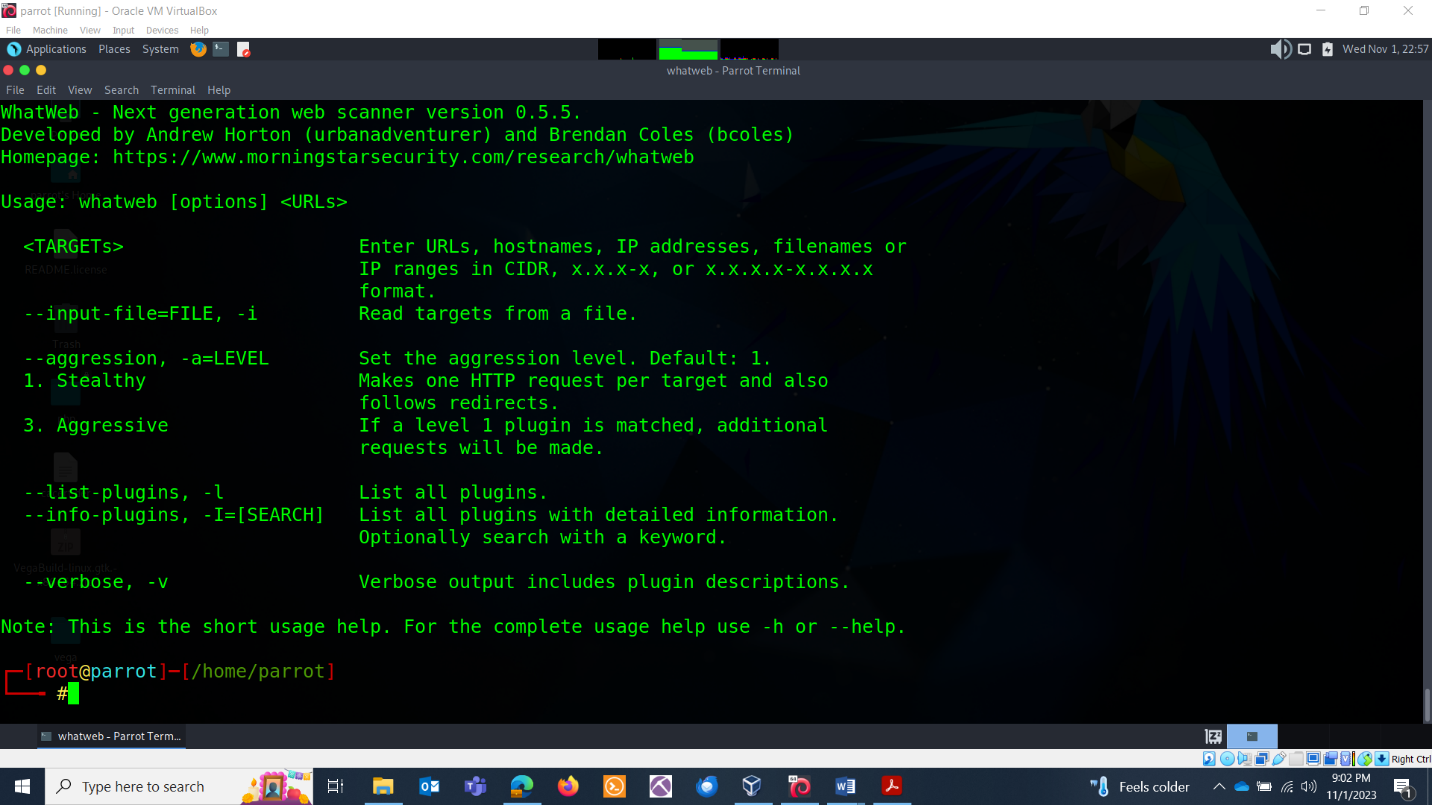 parrot [Running] - Oracle VM VirtualBox
File Machine View Input Devices Help
Applications Places System
Wed Nov 1, 22:57
whatweb - Parrot Terminal
File Edit View Search Terminal Help
WhatWeb - Next generation web scanner version 0.5.5.
Developed by Andrew Horton (urbanadventurer) and Brendan Coles (bcoles)
Homepage: https://www.morningstarsecurity.com/research/whatweb
Usage: whatweb [options] <URLs>
<TARGETs> Enter URLs, hostnames, IP addresses, filenames or
README.license IP ranges in CIDR, x.x.x-x, or x.x.x.x-x.x.x.x
format.
--input-file=FILE, -i Read targets from a file.
Trash
--aggression, -a=LEVEL Set the aggression level. Default: 1.
1. Stealthy Makes one HTTP request per target and also
follows redirects.
3. Aggressive If a level 1 plugin is matched, additional
requests will be made.
--list-plugins, -l List all plugins.
--info-plugins, -I=[SEARCH] List all plugins with detailed information.
Optionally search with a keyword.
VegaBuild-linux.gtk.-
--verbose, -v Verbose output includes plugin descriptions.
Note: This is the short usage help. For the complete usage help use -h or --help.
vega
[root@parrot]-[/home/parrot]
#
whatweb - Parrot Term...
Right Ctrl
Type here to search
Feels colder
9:02 PM
11/1/2023
1